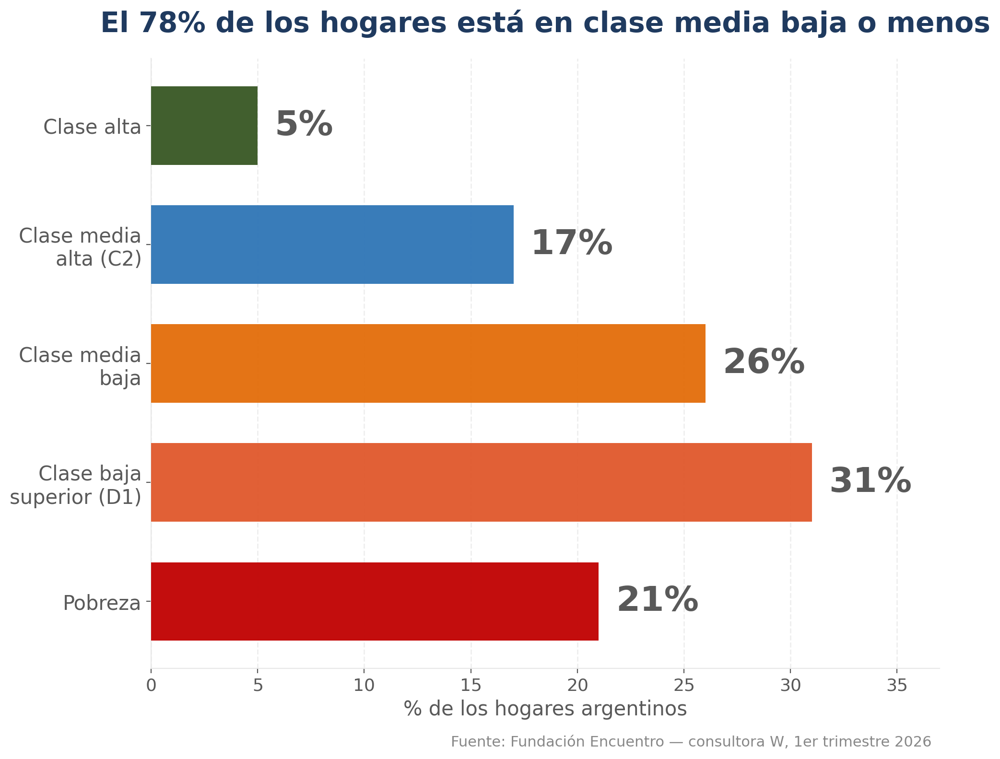 El 78% de los hogares está en clase media baja o menos
Clase alta
5%
Clase media
alta (C2)
17%
Clase media
baja
26%
Clase baja
superior (D1)
31%
Pobreza
21%
0 5 10 15 20 25 30 35
% de los hogares argentinos
Fuente: Fundación Encuentro — consultora W, 1er trimestre 2026